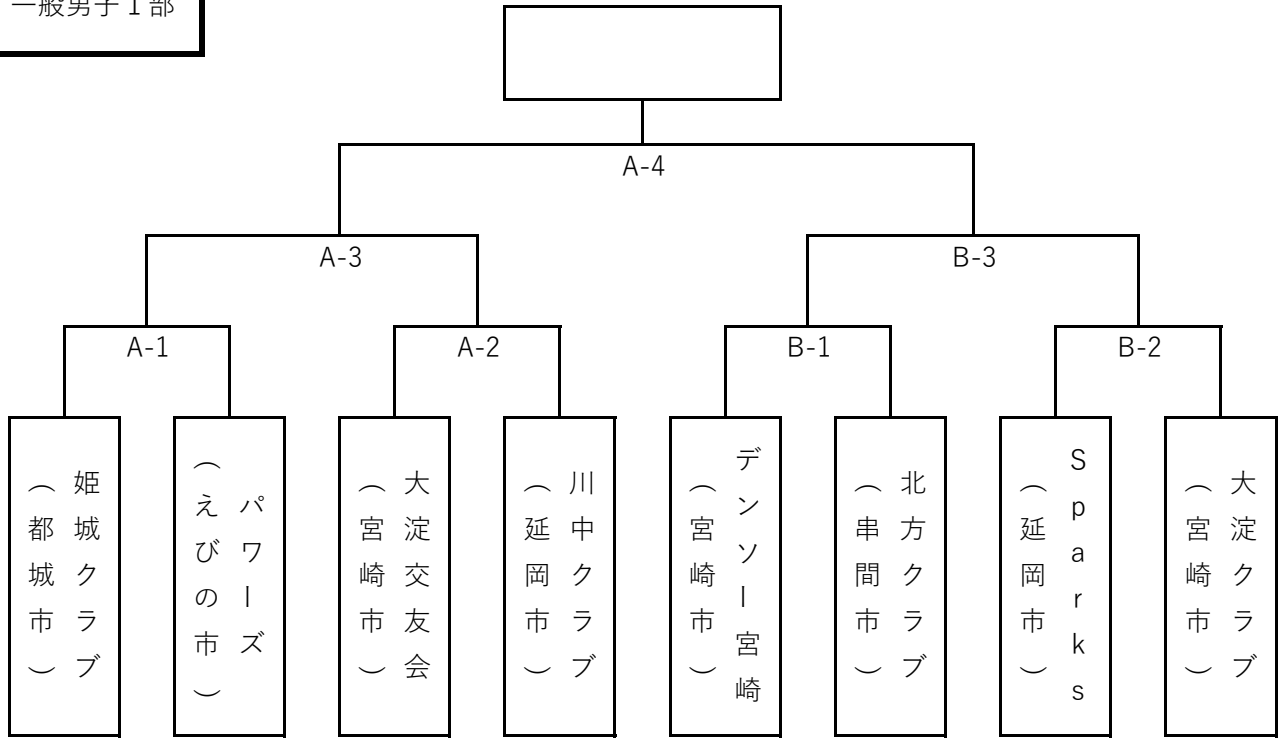 一般男子１部
A-4
A-3
B-3
A-1
A-2
B-1
B-2
姫城クラブ
（都城市）
パワーズ
（えびの市）
大淀交友会
（宮崎市）
川中クラブ
（延岡市）
デンソー宮崎
（宮崎市）
北方クラブ
（串間市）
Sparks
（延岡市）
大淀クラブ
（宮崎市）